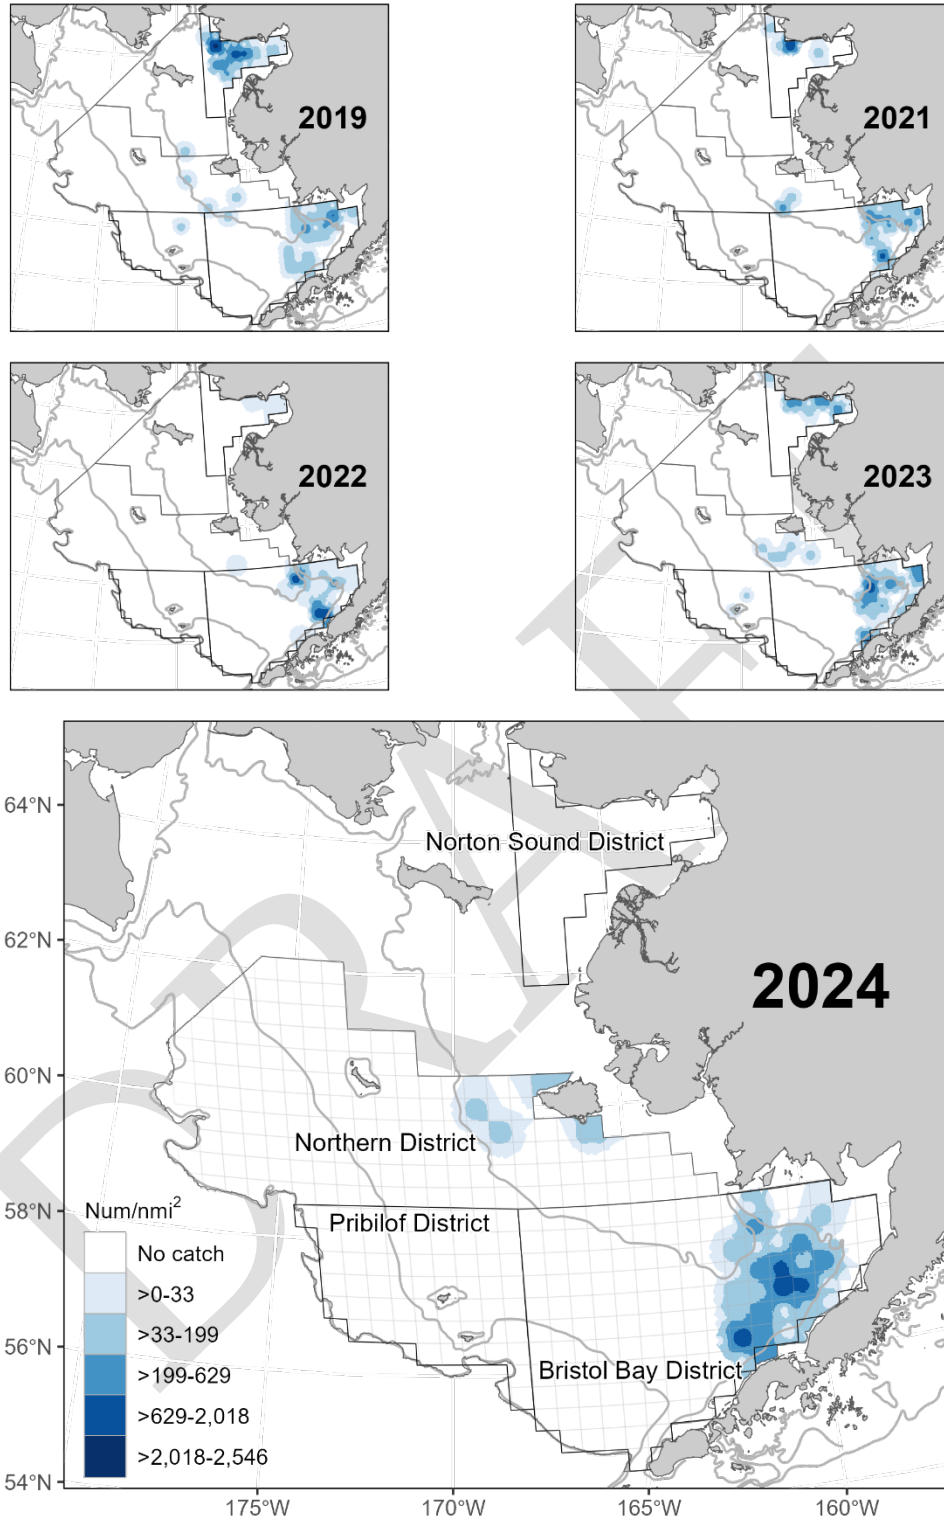 2019
2021
2022
2023
2024
Norton Sound District
Northern District
Pribilof District
Bristol Bay District
Num/nmi²
No catch
>0-33
>33-199
>199-629
>629-2,018
>2,018-2,546
64°N
62°N
60°N
58°N
56°N
54°N
175°W
170°W
165°W
160°W
DRAFT